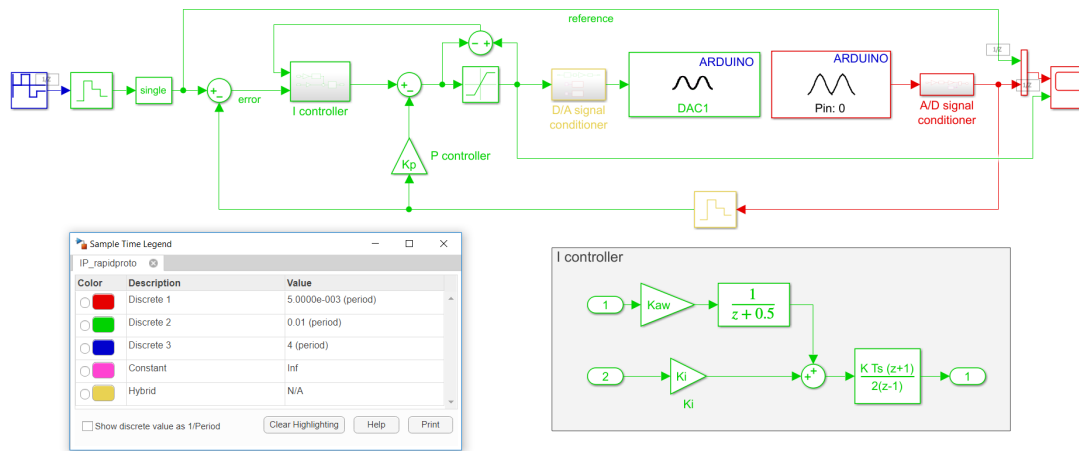 reference
ARDUINO
DAC1
ARDUINO
Pin: 0
1/Z
single
error
I controller
D/A signal
conditioner
A/D signal
conditioner
1/Z
1/Z
Kp
P controller
Sample Time Legend
IP_rapidproto
Color Description Value
Discrete 1 5.0000e-003 (period)
Discrete 2 0.01 (period)
Discrete 3 4 (period)
Constant Inf
Hybrid N/A
Show discrete value as 1/Period
Clear Highlighting
Help
Print
I controller
1
Kaw
1
z + 0.5
2
Ki
Ki
K Ts (z+1)
2(z-1)
1